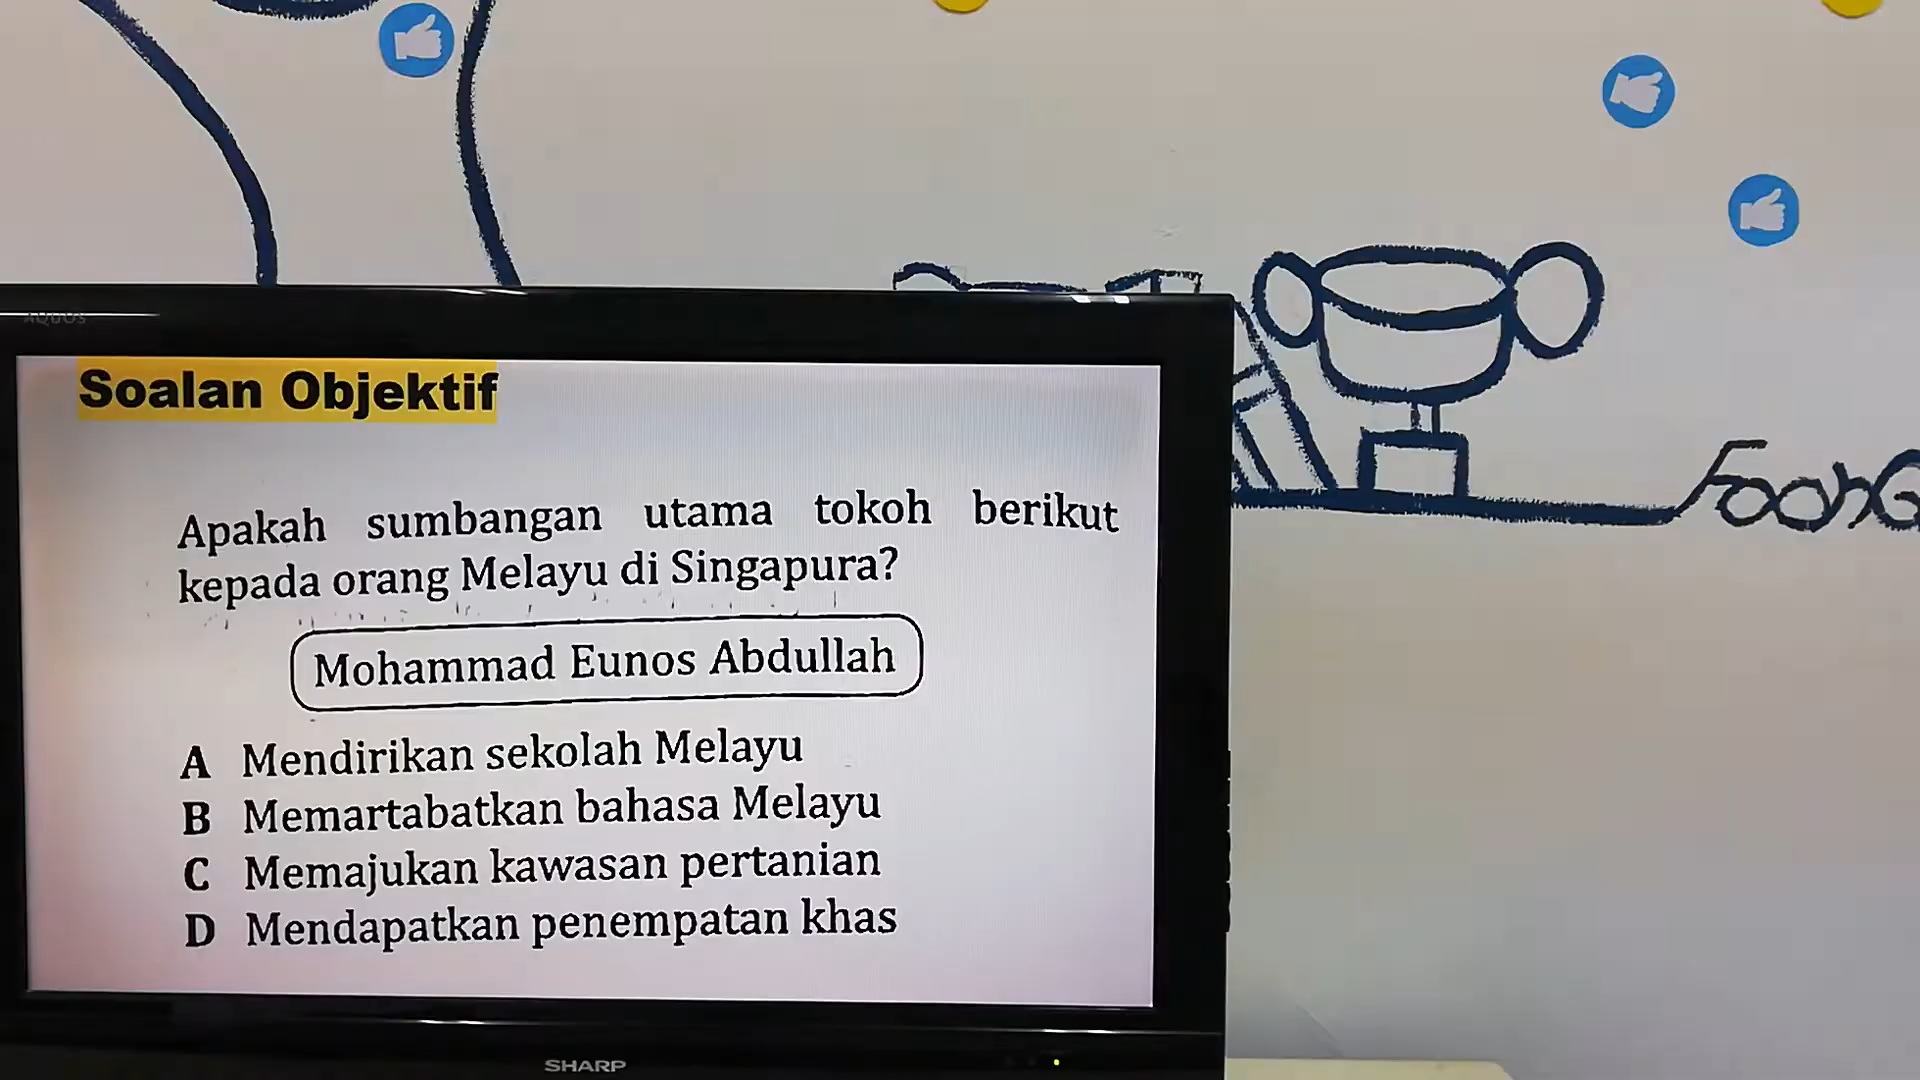 AQUOS
Soalan Objektif
Apakah sumbangan utama tokoh berikut
kepada orang Melayu di Singapura?
Mohammad Eunos Abdullah
A Mendirikan sekolah Melayu
B Memartabatkan bahasa Melayu
C Memajukan kawasan pertanian
D Mendapatkan penempatan khas
SHARP